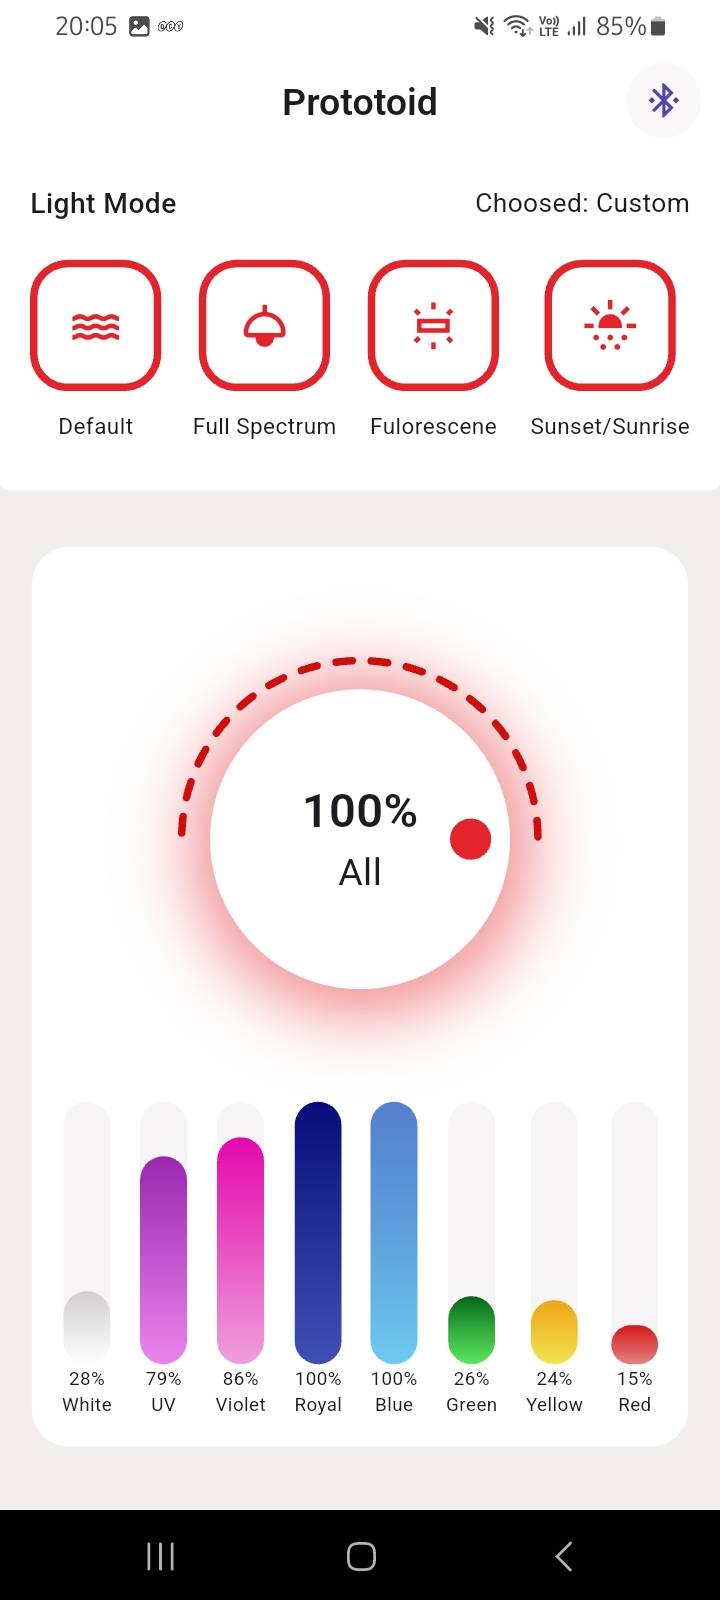 20:05 Vo)) LTE 85%
Prototoid
Light Mode Choosed: Custom
Default Full Spectrum Fulorescene Sunset/Sunrise
100%
All
28% 79% 86% 100% 100% 26% 24% 15%
White UV Violet Royal Blue Green Yellow Red